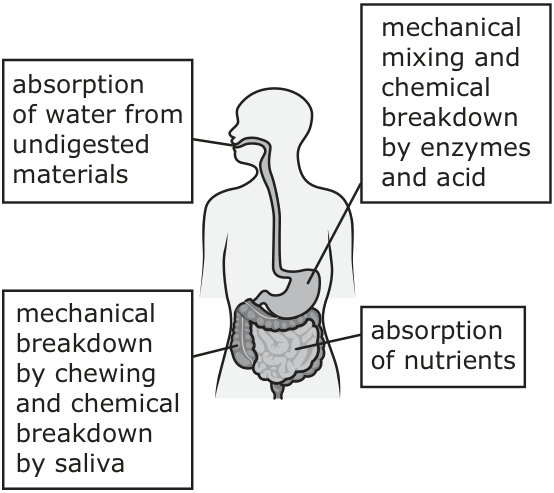 absorption
of water from
undigested
materials
mechanical
mixing and
chemical
breakdown
by enzymes
and acid
mechanical
breakdown
by chewing
and chemical
breakdown
by saliva
absorption
of nutrients